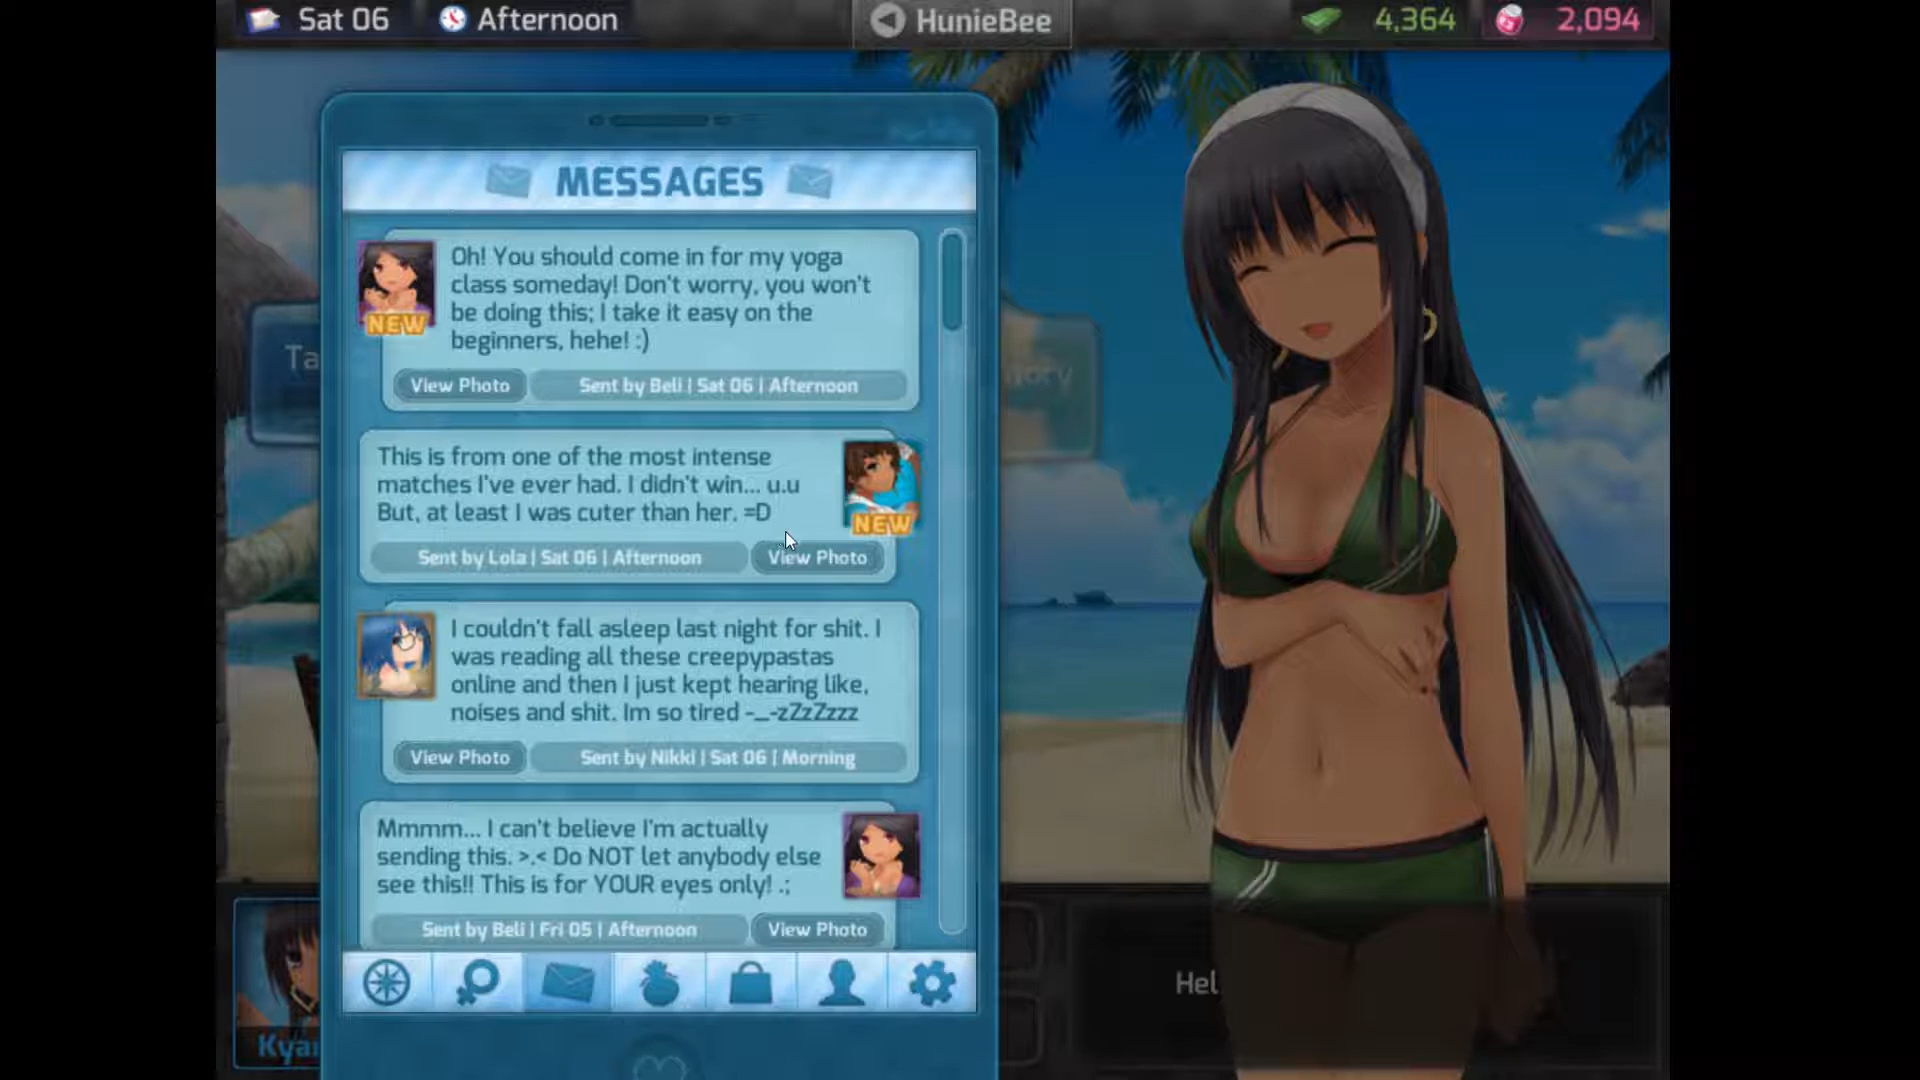 Sat 06 Afternoon HunieBee 4,364 2,094
MESSAGES
Oh! You should come in for my yoga
class someday! Don't worry, you won't
be doing this; I take it easy on the
beginners, hehe! :)
NEW
View Photo Sent by Beli | Sat 06 | Afternoon
This is from one of the most intense
matches I've ever had. I didn't win... u.u
But, at least I was cuter than her. =D
NEW
Sent by Lola | Sat 06 | Afternoon View Photo
I couldn't fall asleep last night for shit. I
was reading all these creepypastas
online and then I just kept hearing like,
noises and shit. Im so tired -_-zZzZzzz
View Photo Sent by Nikki | Sat 06 | Morning
Mmmm... I can't believe I'm actually
sending this. >.< Do NOT let anybody else
see this!! This is for YOUR eyes only! .;
Sent by Beli | Fri 05 | Afternoon View Photo
Ta
Hel